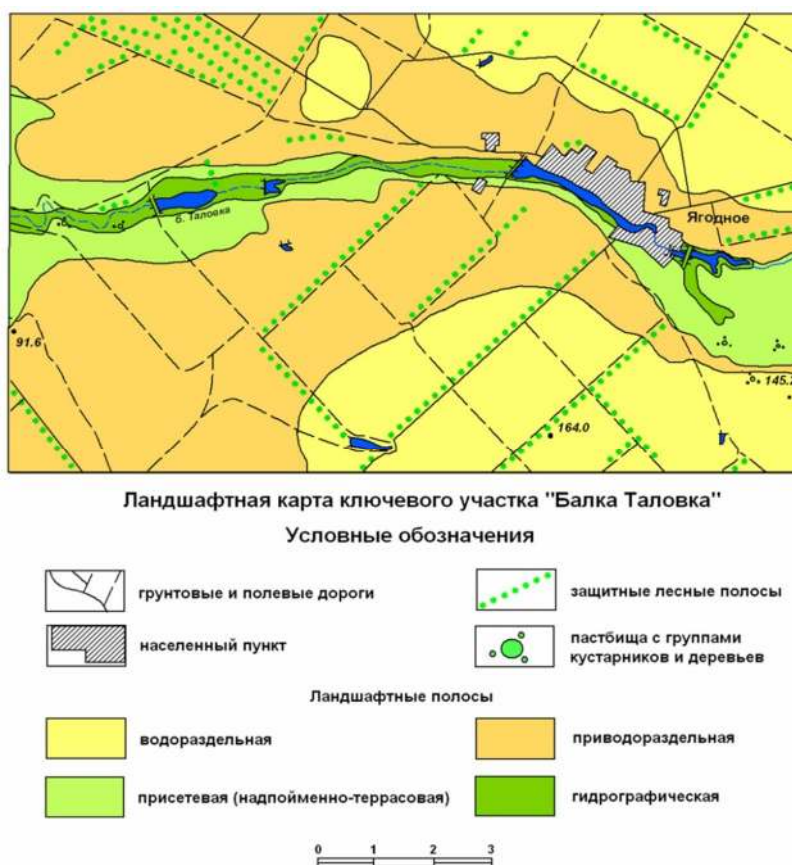 б. Таловка
Ягодное
91.6
145.2
164.0
Ландшафтная карта ключевого участка "Балка Таловка"
Условные обозначения
грунтовые и полевые дороги
защитные лесные полосы
населенный пункт
пастбища с группами
кустарников и деревьев
Ландшафтные полосы
водораздельная
приводораздельная
присетевая (надпойменно-террасовая)
гидрографическая
0 1 2 3